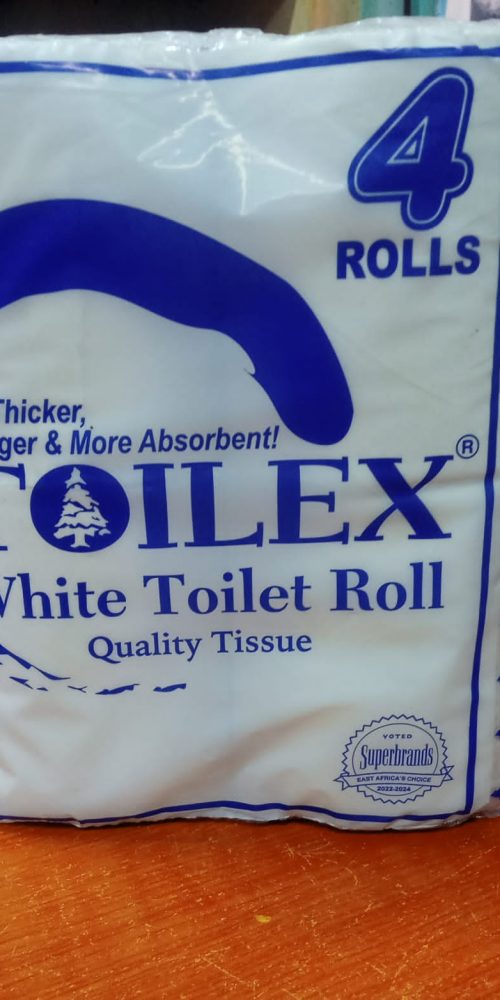 4
ROLLS
Thicker,
ger & More Absorbent!
TOILEX®
White Toilet Roll
Quality Tissue
VOTED
Superbrands
EAST AFRICA'S CHOICE
2022-2024